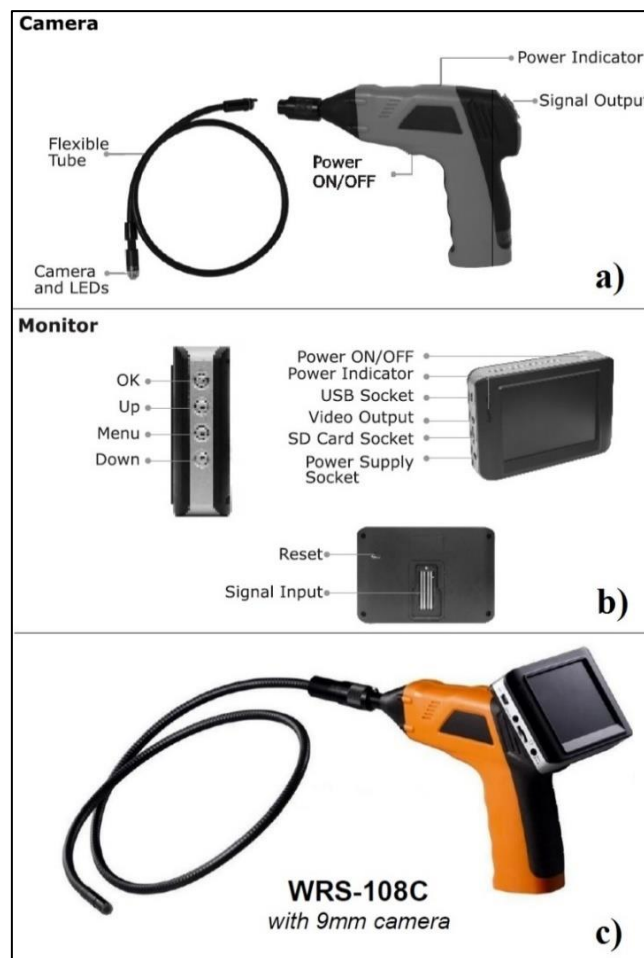 Camera
Power Indicator
Signal Output
Flexible
Tube
Power
ON/OFF
Camera
and LEDs
a)
Monitor
OK
Up
Menu
Down
Power ON/OFF
Power Indicator
USB Socket
Video Output
SD Card Socket
Power Supply
Socket
Reset
Signal Input
b)
WRS-108C
with 9mm camera
c)